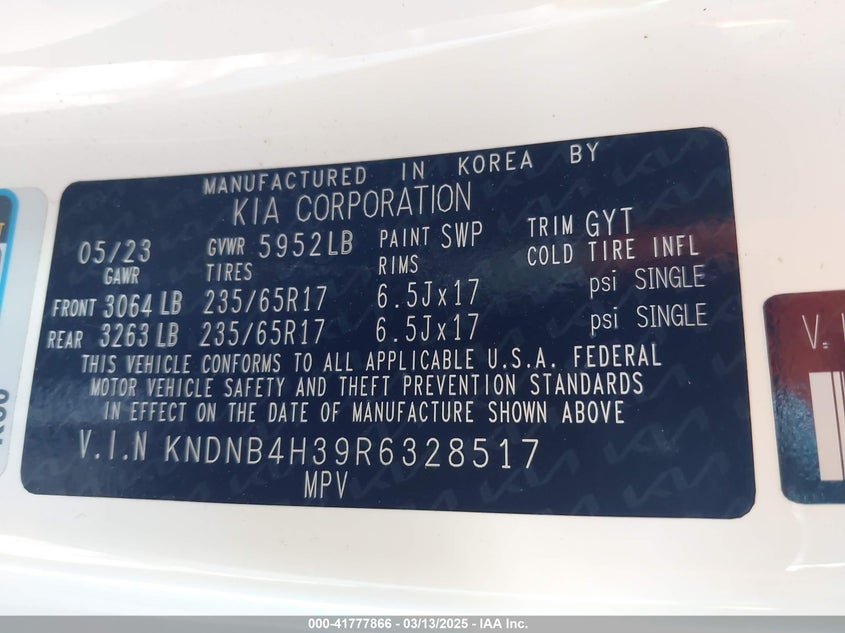 MANUFACTURED IN KOREA BY
KIA CORPORATION
05/23 GVWR 5952LB PAINT SWP TRIM GYT
GAWR TIRES RIMS COLD TIRE INFL
FRONT 3064 LB 235/65R17 6.5Jx17 psi SINGLE
REAR 3263 LB 235/65R17 6.5Jx17 psi SINGLE
THIS VEHICLE CONFORMS TO ALL APPLICABLE U.S.A. FEDERAL
MOTOR VEHICLE SAFETY AND THEFT PREVENTION STANDARDS
IN EFFECT ON THE DATE OF MANUFACTURE SHOWN ABOVE
V.I.N KNDNB4H39R6328517
MPV
V.
000-41777866 - 03/13/2025 - IAA Inc.